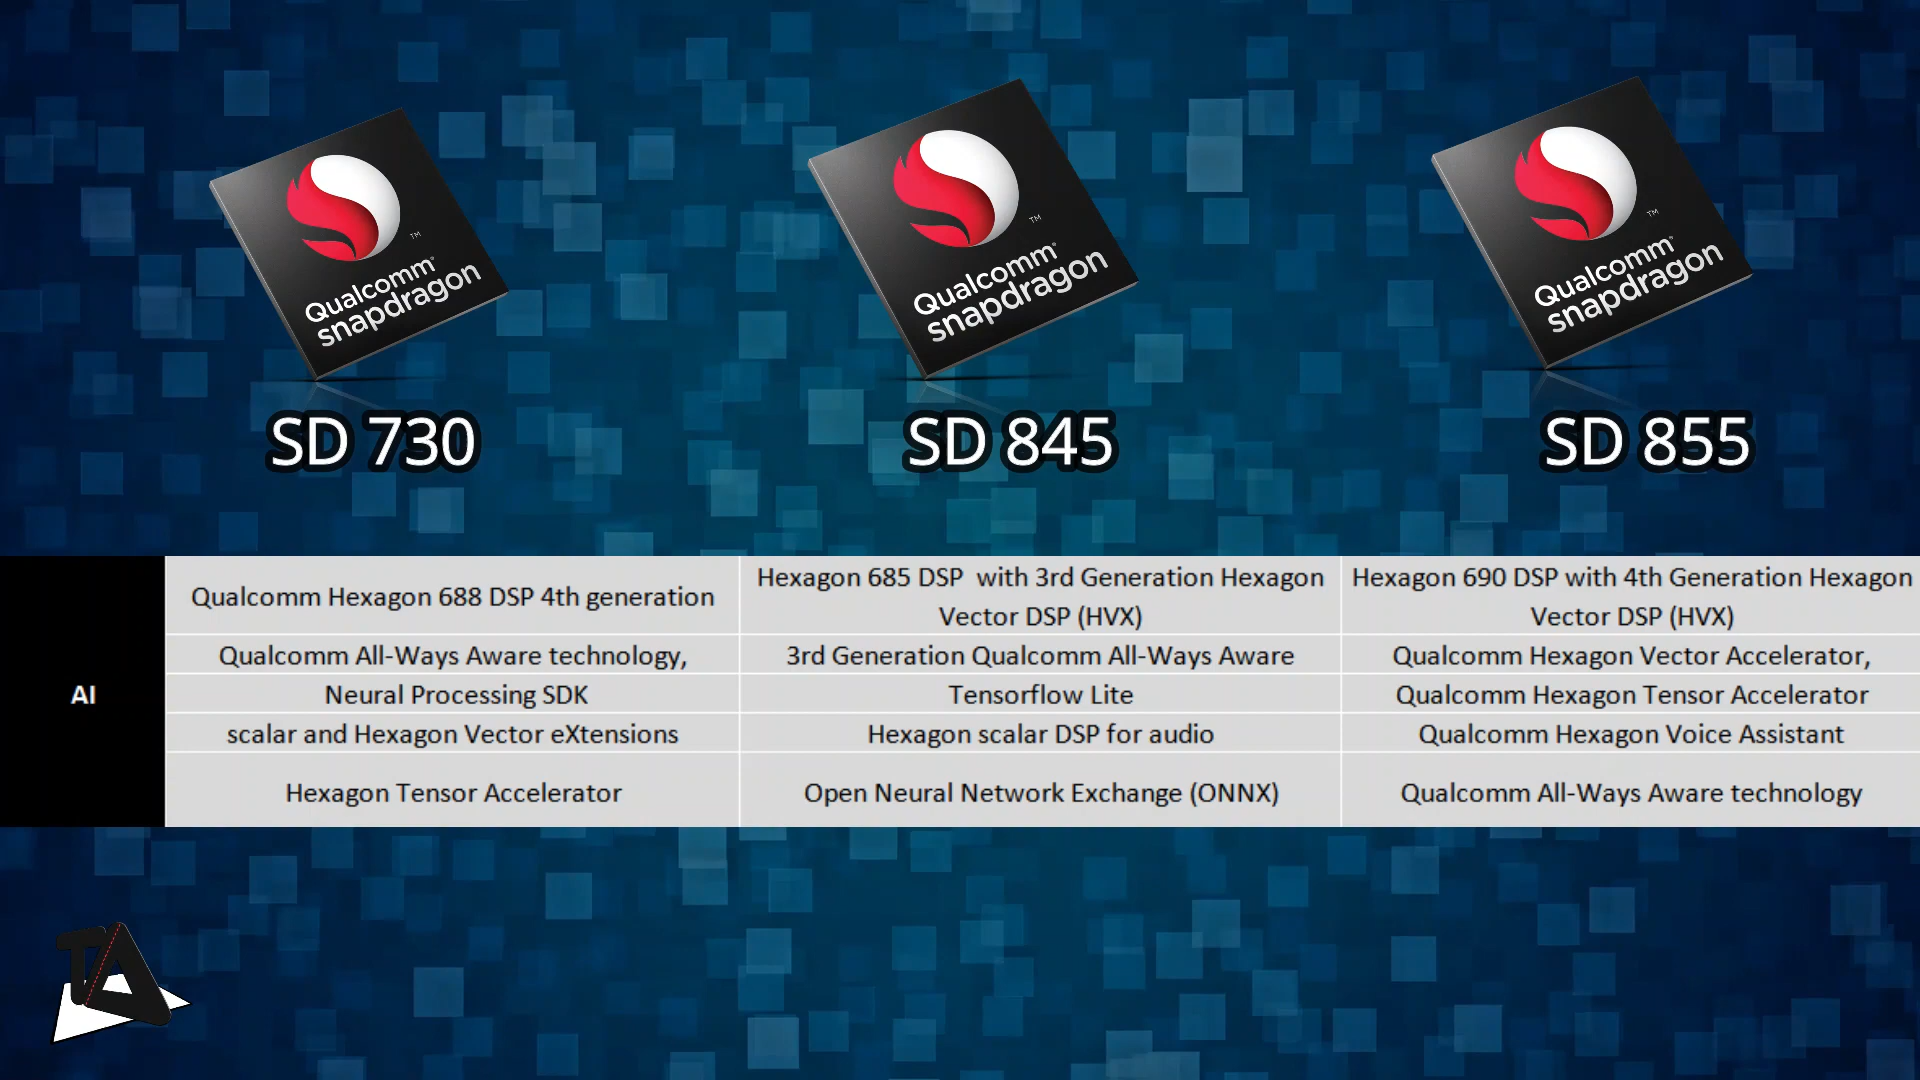 Qualcomm
snapdragon
TM
Qualcomm
snapdragon
TM
Qualcomm
snapdragon
TM
SD 730
SD 845
SD 855
AI
Qualcomm Hexagon 688 DSP 4th generation
Hexagon 685 DSP with 3rd Generation Hexagon
Vector DSP (HVX)
Hexagon 690 DSP with 4th Generation Hexagon
Vector DSP (HVX)
Qualcomm All-Ways Aware technology,
3rd Generation Qualcomm All-Ways Aware
Qualcomm Hexagon Vector Accelerator,
Neural Processing SDK
Tensorflow Lite
Qualcomm Hexagon Tensor Accelerator
scalar and Hexagon Vector eXtensions
Hexagon scalar DSP for audio
Qualcomm Hexagon Voice Assistant
Hexagon Tensor Accelerator
Open Neural Network Exchange (ONNX)
Qualcomm All-Ways Aware technology
TA